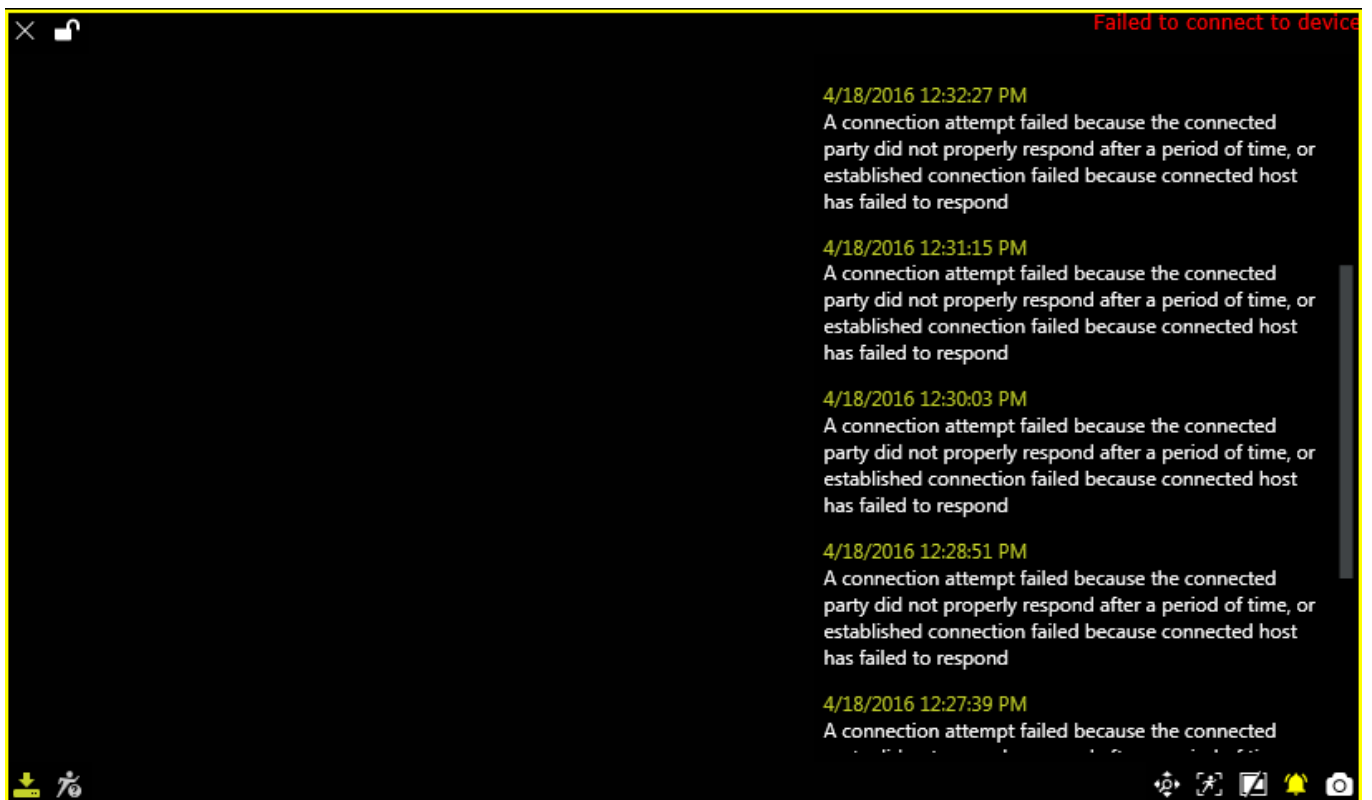 Failed to connect to device
4/18/2016 12:32:27 PM
A connection attempt failed because the connected
party did not properly respond after a period of time, or
established connection failed because connected host
has failed to respond
4/18/2016 12:31:15 PM
A connection attempt failed because the connected
party did not properly respond after a period of time, or
established connection failed because connected host
has failed to respond
4/18/2016 12:30:03 PM
A connection attempt failed because the connected
party did not properly respond after a period of time, or
established connection failed because connected host
has failed to respond
4/18/2016 12:28:51 PM
A connection attempt failed because the connected
party did not properly respond after a period of time, or
established connection failed because connected host
has failed to respond
4/18/2016 12:27:39 PM
A connection attempt failed because the connected